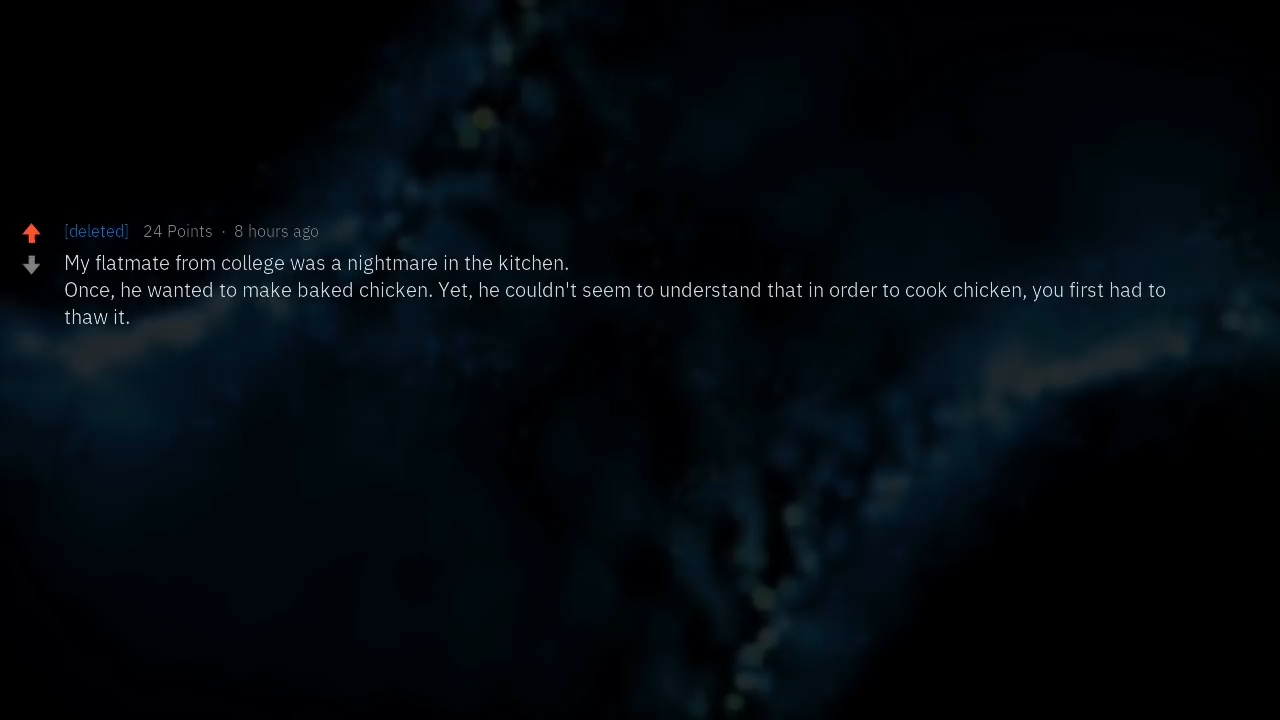 [deleted] 24 Points · 8 hours ago
My flatmate from college was a nightmare in the kitchen.
Once, he wanted to make baked chicken. Yet, he couldn't seem to understand that in order to cook chicken, you first had to
thaw it.